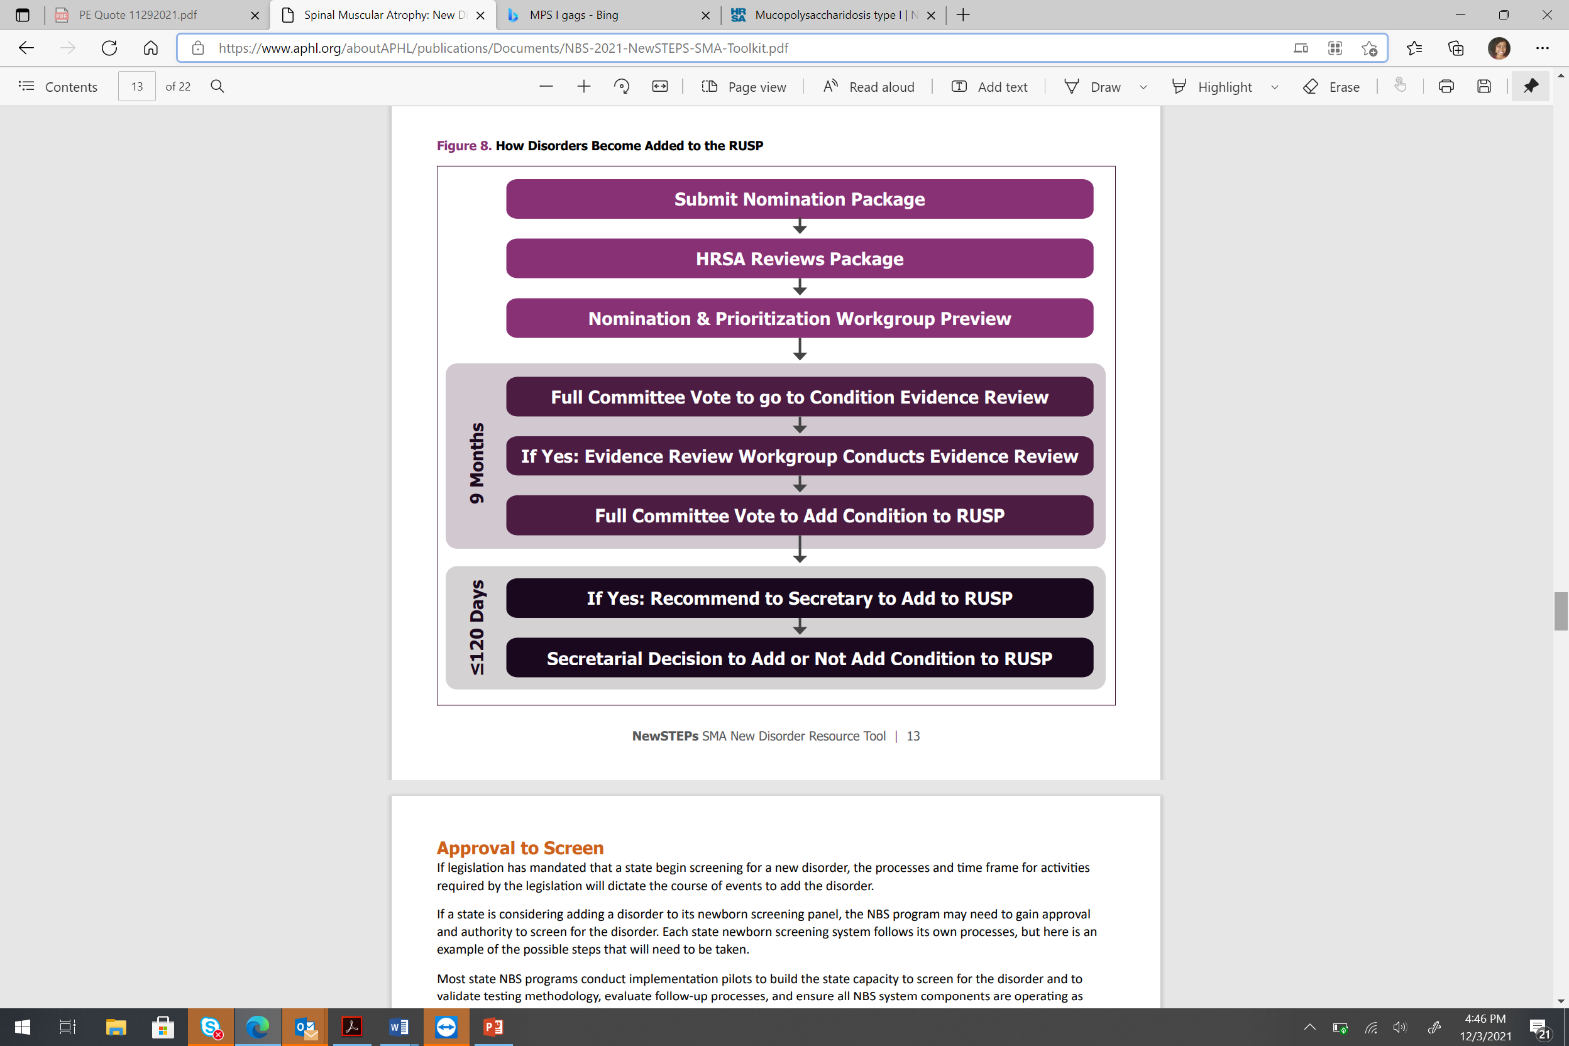 PE Quote 11292021.pdf
Spinal Muscular Atrophy: New D
MPS I gags - Bing
HR
SA
Mucopolysaccharidosis type I | N
https://www.aphl.org/aboutAPHL/publications/Documents/NBS-2021-NewSTEPS-SMA-Toolkit.pdf
Contents
13
of 22
Page view
Read aloud
Add text
Draw
Highlight
Erase
Figure 8. How Disorders Become Added to the RUSP
Submit Nomination Package
HRSA Reviews Package
Nomination & Prioritization Workgroup Preview
9 Months
Full Committee Vote to go to Condition Evidence Review
If Yes: Evidence Review Workgroup Conducts Evidence Review
Full Committee Vote to Add Condition to RUSP
≤120 Days
If Yes: Recommend to Secretary to Add to RUSP
Secretarial Decision to Add or Not Add Condition to RUSP
NewSTEPs SMA New Disorder Resource Tool | 13
Approval to Screen
If legislation has mandated that a state begin screening for a new disorder, the processes and time frame for activities
required by the legislation will dictate the course of events to add the disorder.
If a state is considering adding a disorder to its newborn screening panel, the NBS program may need to gain approval
and authority to screen for the disorder. Each state newborn screening system follows its own processes, but here is an
example of the possible steps that will need to be taken.
Most state NBS programs conduct implementation pilots to build the state capacity to screen for the disorder and to
validate testing methodology, evaluate follow-up processes, and ensure all NBS system components are operating as
4:46 PM
12/3/2021
21